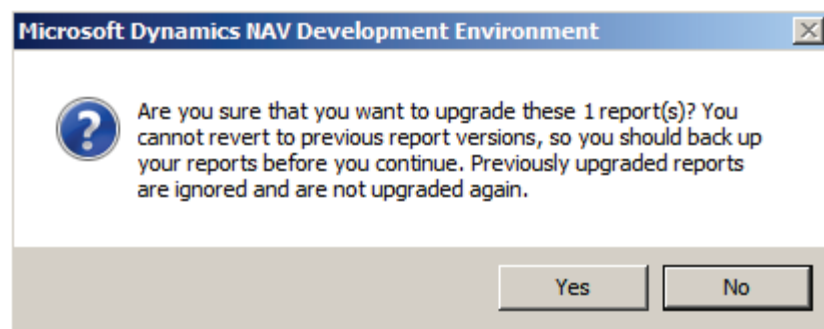 Microsoft Dynamics NAV Development Environment
Are you sure that you want to upgrade these 1 report(s)? You
cannot revert to previous report versions, so you should back up
your reports before you continue. Previously upgraded reports
are ignored and are not upgraded again.
Yes No